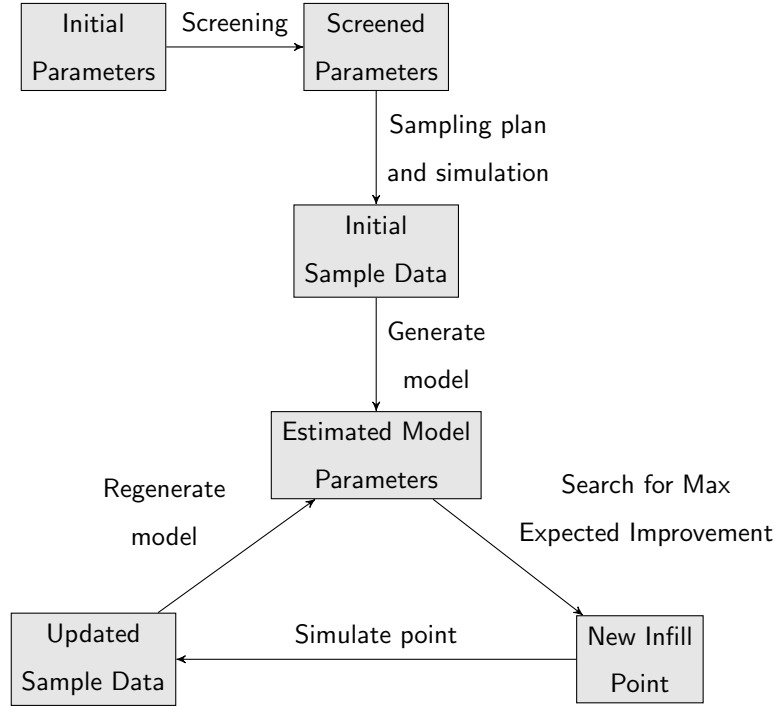 Initial
Parameters
Screening
Screened
Parameters
Sampling plan
and simulation
Initial
Sample Data
Generate
model
Estimated Model
Parameters
Search for Max
Expected Improvement
Regenerate
model
New Infill
Point
Simulate point
Updated
Sample Data